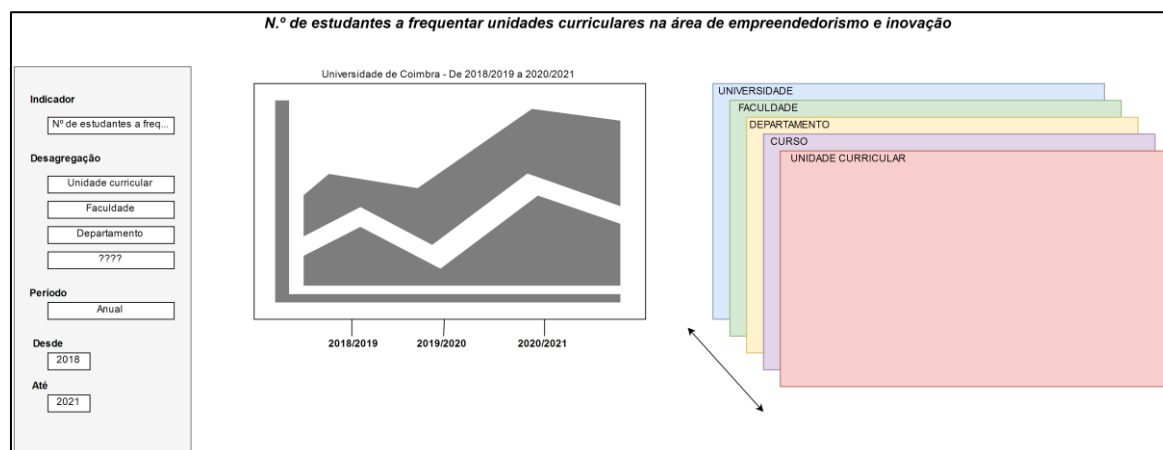 N.º de estudantes a frequentar unidades curriculares na área de empreendedorismo e inovação
Indicador
Nº de estudantes a freq...
Desagregação
Unidade curricular
Faculdade
Departamento
????
Período
Anual
Desde
2018
Até
2021
Universidade de Coimbra - De 2018/2019 a 2020/2021
2018/2019 2019/2020 2020/2021
UNIVERSIDADE
FACULDADE
DEPARTAMENTO
CURSO
UNIDADE CURRICULAR